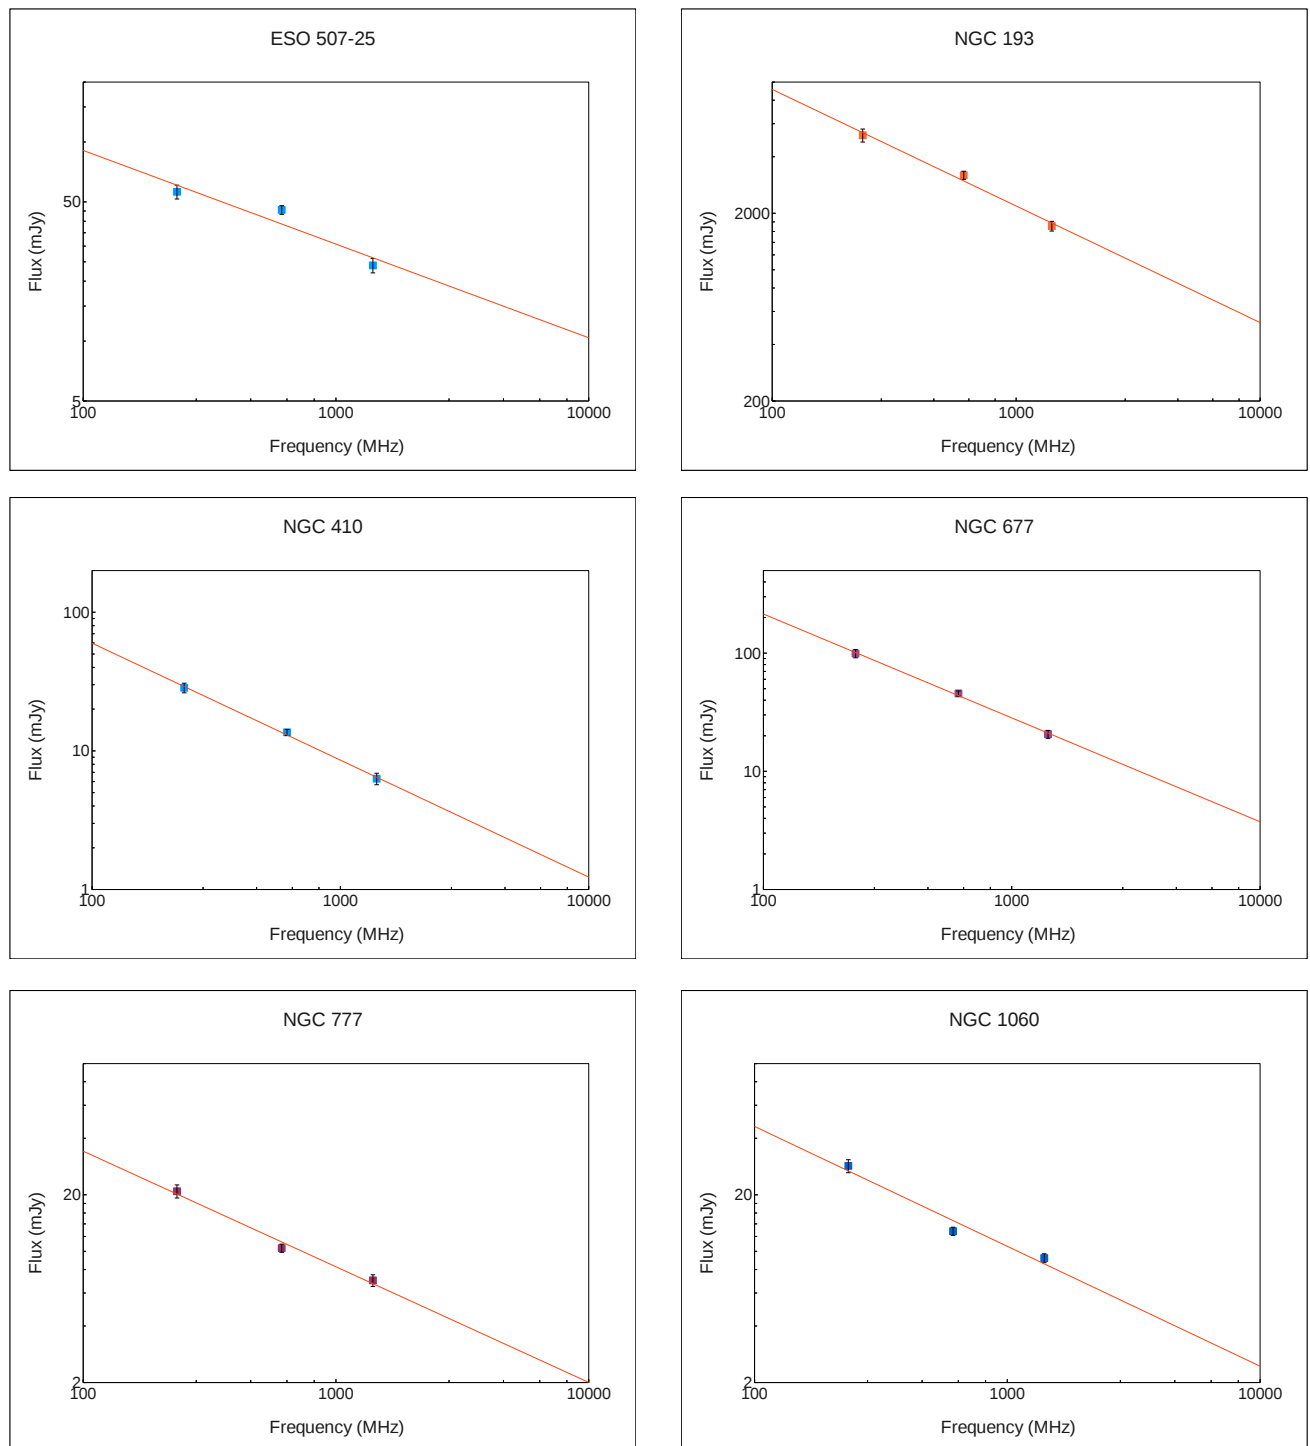 ESO 507-25
50
5
100 1000 10000
Flux (mJy)
Frequency (MHz)
NGC 193
2000
200
100 1000 10000
Flux (mJy)
Frequency (MHz)
NGC 410
100
10
1
100 1000 10000
Flux (mJy)
Frequency (MHz)
NGC 677
100
10
1
100 1000 10000
Flux (mJy)
Frequency (MHz)
NGC 777
20
2
100 1000 10000
Flux (mJy)
Frequency (MHz)
NGC 1060
20
2
100 1000 10000
Flux (mJy)
Frequency (MHz)